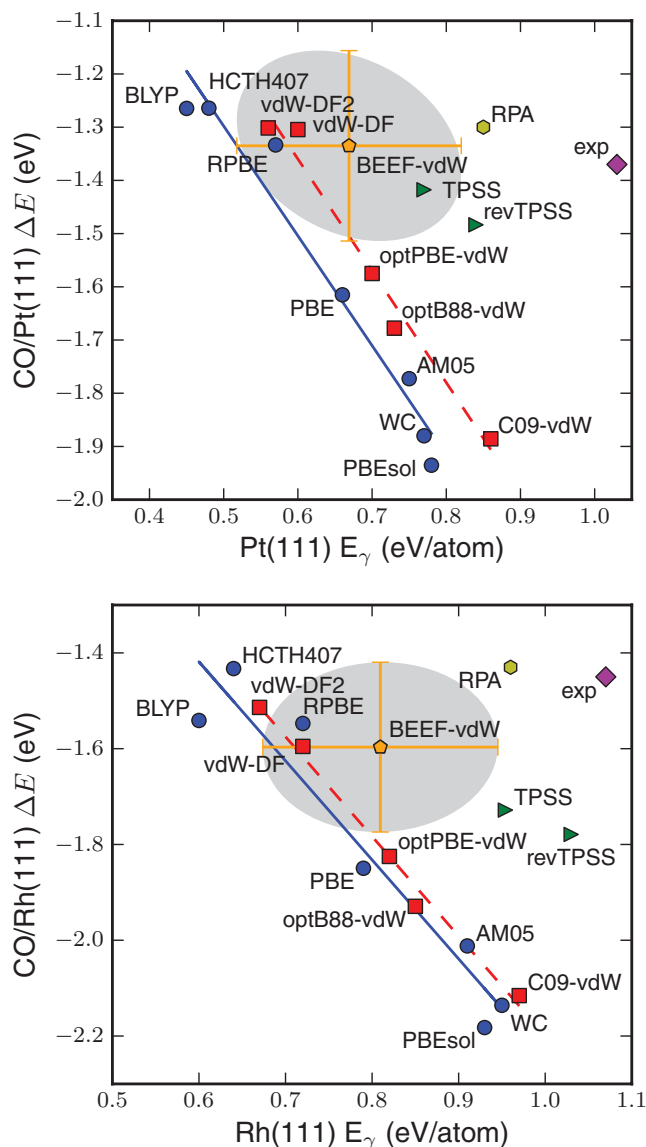 −1.1
−1.2
−1.3
−1.4
−1.5
−1.6
−1.7
−1.8
−1.9
−2.0
CO/Pt(111) ΔE (eV)
HCTH407
BLYP
vdW-DF2
vdW-DF
RPA
exp
RPBE
BEEF-vdW
TPSS
revTPSS
optPBE-vdW
PBE
optB88-vdW
AM05
WC
C09-vdW
PBEsol
0.4 0.5 0.6 0.7 0.8 0.9 1.0
Pt(111) Eγ (eV/atom)
−1.4
−1.6
−1.8
−2.0
−2.2
CO/Rh(111) ΔE (eV)
HCTH407
vdW-DF2
RPA
exp
BLYP
RPBE
BEEF-vdW
vdW-DF
TPSS
optPBE-vdW
revTPSS
PBE
optB88-vdW
AM05
C09-vdW
WC
PBEsol
0.5 0.6 0.7 0.8 0.9 1.0 1.1
Rh(111) Eγ (eV/atom)